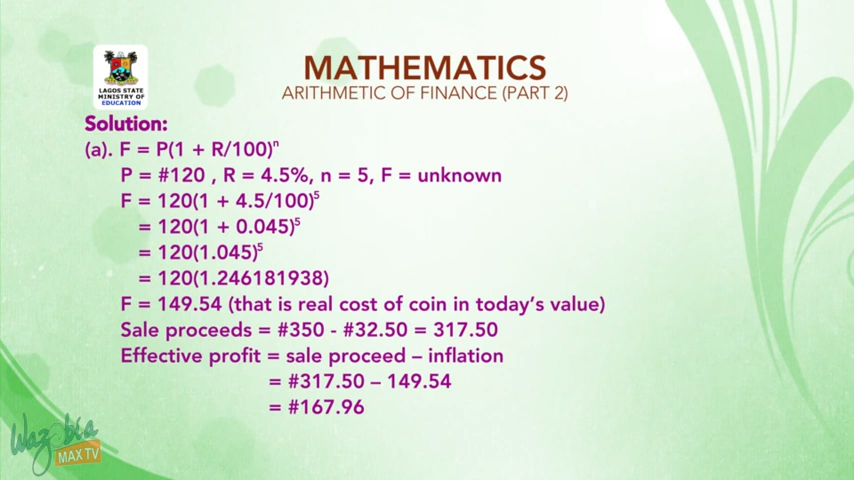 LAGOS STATE
MINISTRY OF
EDUCATION
MATHEMATICS
ARITHMETIC OF FINANCE (PART 2)
Solution:
(a). F = P(1 + R/100)ⁿ
P = #120 , R = 4.5%, n = 5, F = unknown
F = 120(1 + 4.5/100)⁵
= 120(1 + 0.045)⁵
= 120(1.045)⁵
= 120(1.246181938)
F = 149.54 (that is real cost of coin in today's value)
Sale proceeds = #350 - #32.50 = 317.50
Effective profit = sale proceed – inflation
= #317.50 – 149.54
= #167.96
Wazobia
MAX TV